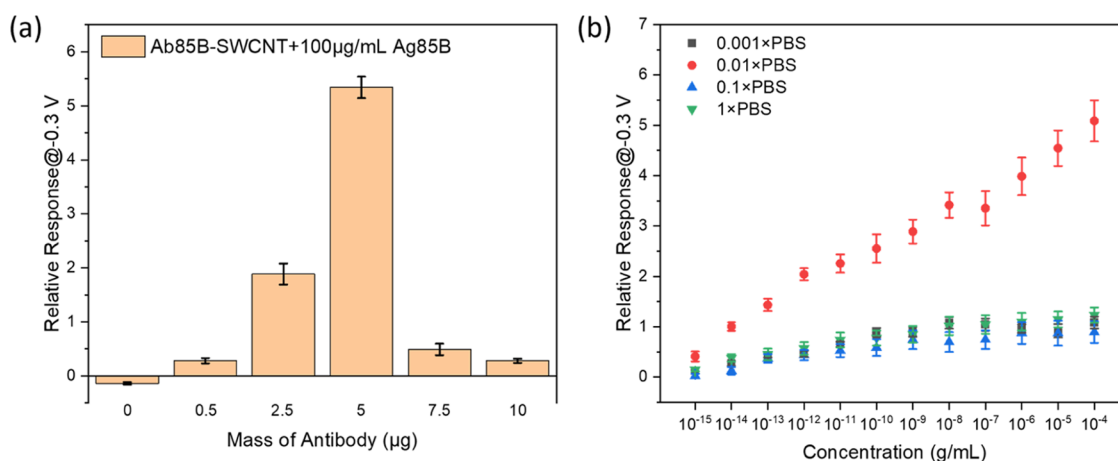 (a)
Ab85B-SWCNT+100μg/mL Ag85B
Relative Response@-0.3 V
6
5
4
3
2
1
0
0 0.5 2.5 5 7.5 10
Mass of Antibody (μg)
(b)
0.001×PBS
0.01×PBS
0.1×PBS
1×PBS
Relative Response@-0.3 V
7
6
5
4
3
2
1
0
10⁻¹⁵ 10⁻¹⁴ 10⁻¹³ 10⁻¹² 10⁻¹¹ 10⁻¹⁰ 10⁻⁹ 10⁻⁸ 10⁻⁷ 10⁻⁶ 10⁻⁵ 10⁻⁴
Concentration (g/mL)